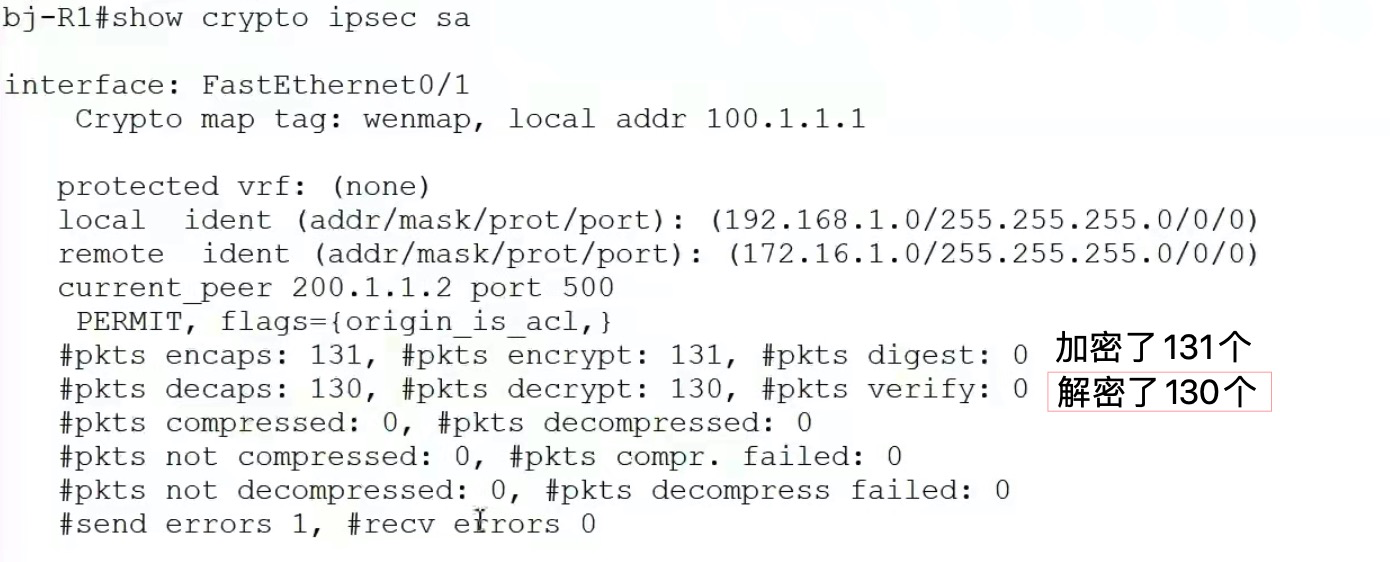 bj-R1#show crypto ipsec sa
interface: FastEthernet0/1
Crypto map tag: wenmap, local addr 100.1.1.1
protected vrf: (none)
local  ident (addr/mask/prot/port): (192.168.1.0/255.255.255.0/0/0)
remote  ident (addr/mask/prot/port): (172.16.1.0/255.255.255.0/0/0)
current_peer 200.1.1.2 port 500
PERMIT, flags={origin_is_acl,}
#pkts encaps: 131, #pkts encrypt: 131, #pkts digest: 0 加密了131个
#pkts decaps: 130, #pkts decrypt: 130, #pkts verify: 0 解密了130个
#pkts compressed: 0, #pkts decompressed: 0
#pkts not compressed: 0, #pkts compr. failed: 0
#pkts not decompressed: 0, #pkts decompress failed: 0
#send errors 1, #recv errors 0